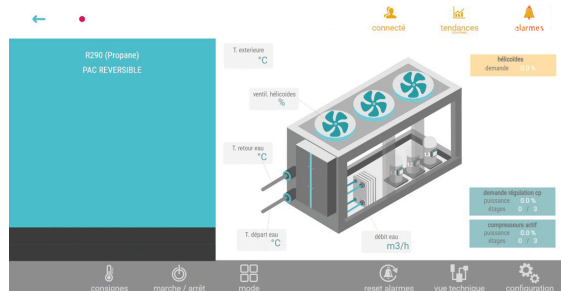 connecté
tendances
alarmes
R290 (Propane)
PAC REVERSIBLE
T. exterieure
°C
hélicoïdes
demande 0.0 %
ventil. hélicoïdes
%
T. retour eau
°C
T. départ eau
°C
débit eau
m3/h
demande régulation cp
puissance 0.0 %
étages 0 / 3
compresseurs actif
puissance 0.0 %
étages 0 / 3
consignes
marche / arrêt
mode
reset alarmes
vue technique
configuration